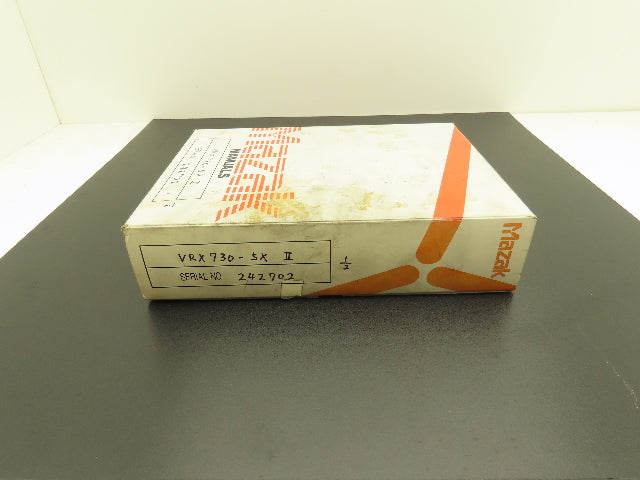 MAZAK
MANUALS
VRX730-5X II
SERIAL NO 242702
1/2
Mazak